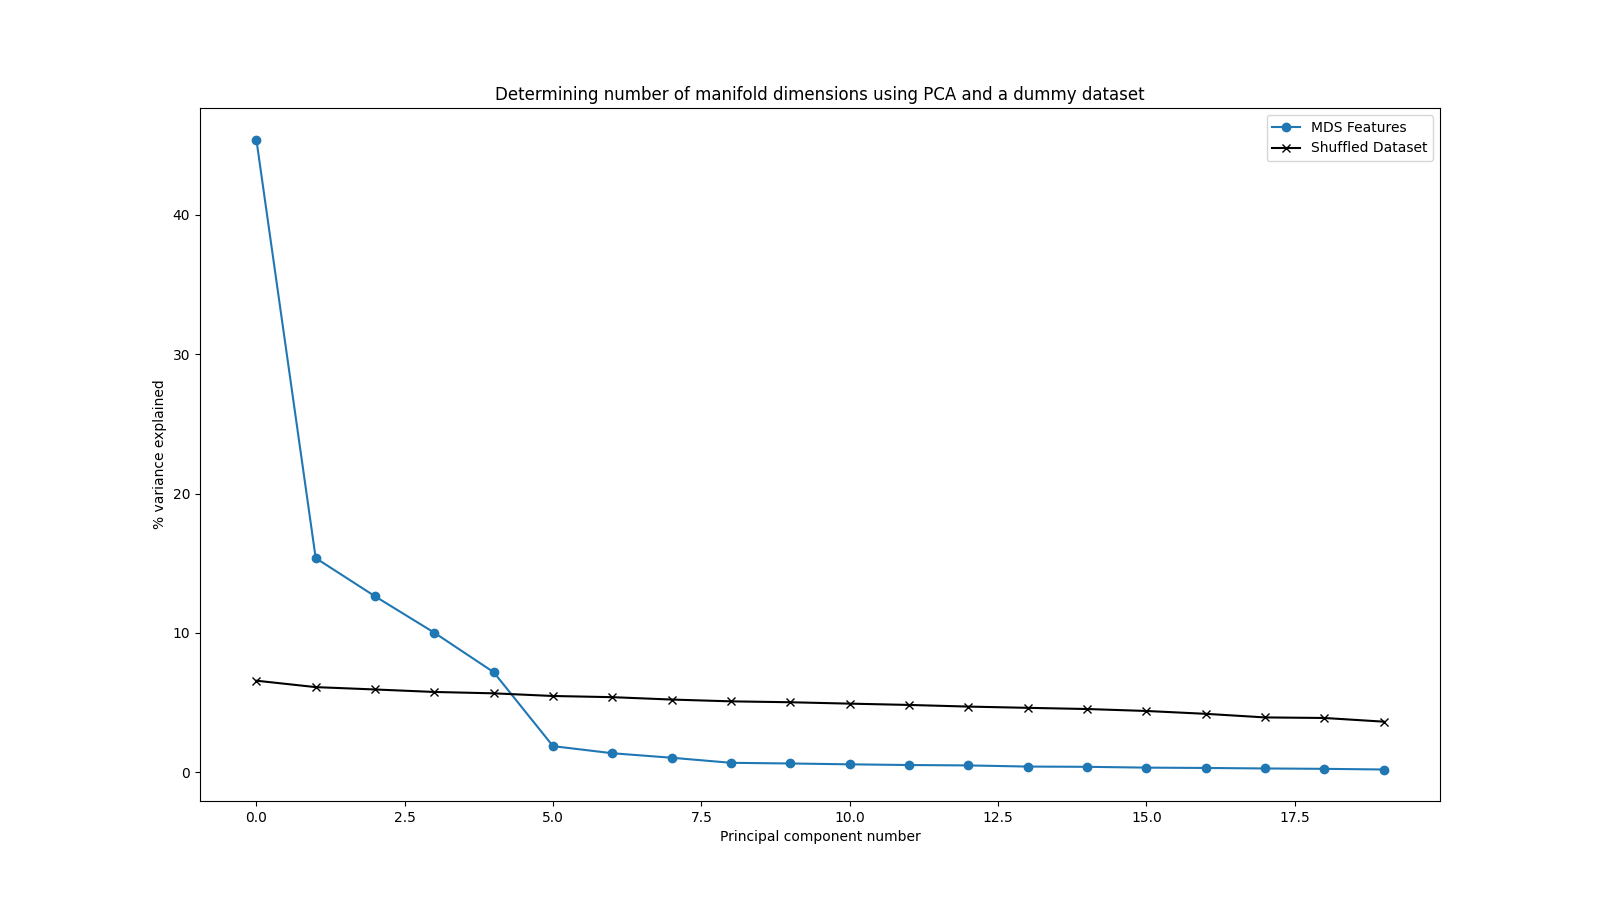 Determining number of manifold dimensions using PCA and a dummy dataset
MDS Features
Shuffled Dataset
40
30
20
10
0
% variance explained
0.0 2.5 5.0 7.5 10.0 12.5 15.0 17.5
Principal component number